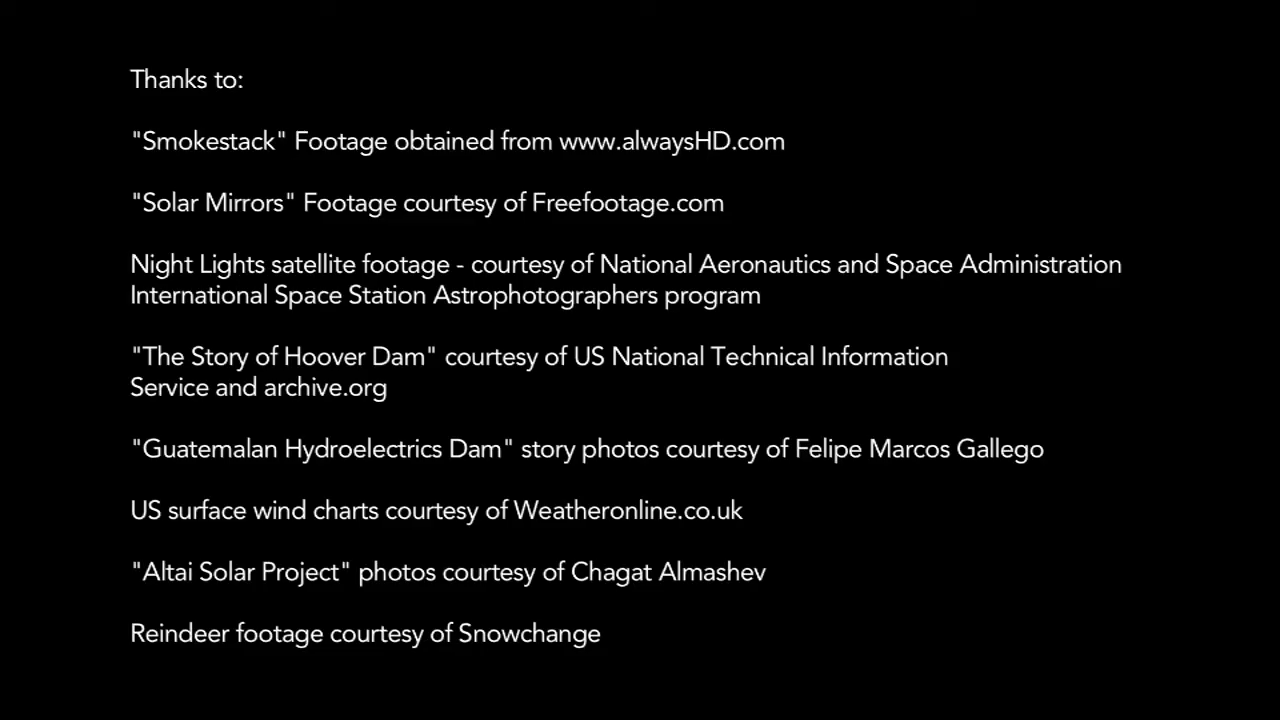 Thanks to:
"Smokestack" Footage obtained from www.alwaysHD.com
"Solar Mirrors" Footage courtesy of Freefootage.com
Night Lights satellite footage - courtesy of National Aeronautics and Space Administration
International Space Station Astrophotographers program
"The Story of Hoover Dam" courtesy of US National Technical Information
Service and archive.org
"Guatemalan Hydroelectrics Dam" story photos courtesy of Felipe Marcos Gallego
US surface wind charts courtesy of Weatheronline.co.uk
"Altai Solar Project" photos courtesy of Chagat Almashev
Reindeer footage courtesy of Snowchange